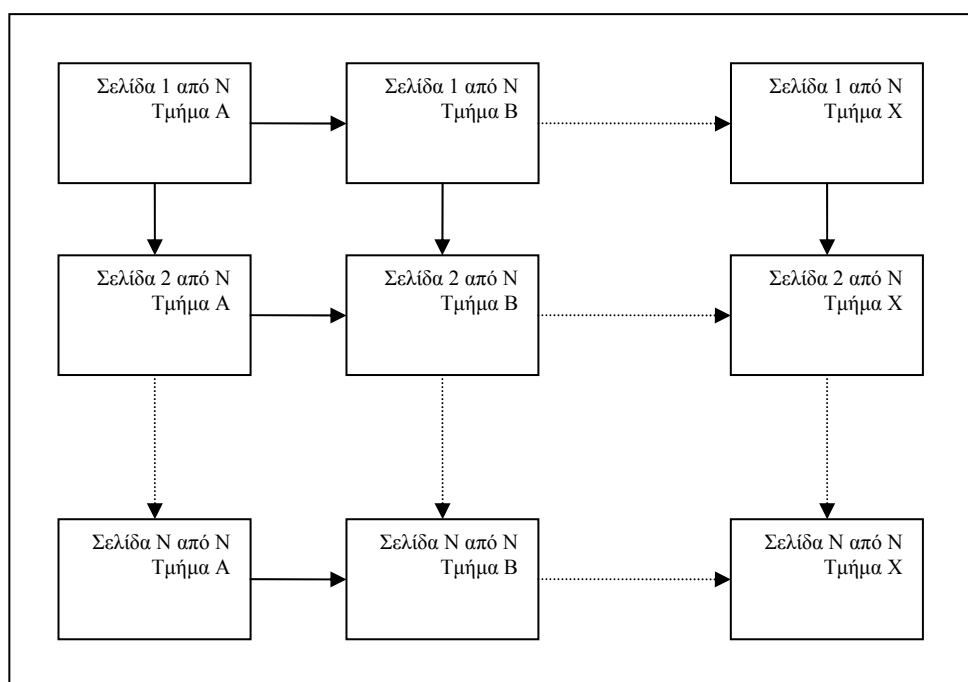 Σελίδα 1 από Ν
Τμήμα Α
Σελίδα 1 από Ν
Τμήμα Β
Σελίδα 1 από Ν
Τμήμα Χ
Σελίδα 2 από Ν
Τμήμα Α
Σελίδα 2 από Ν
Τμήμα Β
Σελίδα 2 από Ν
Τμήμα Χ
Σελίδα Ν από Ν
Τμήμα Α
Σελίδα Ν από Ν
Τμήμα Β
Σελίδα Ν από Ν
Τμήμα Χ